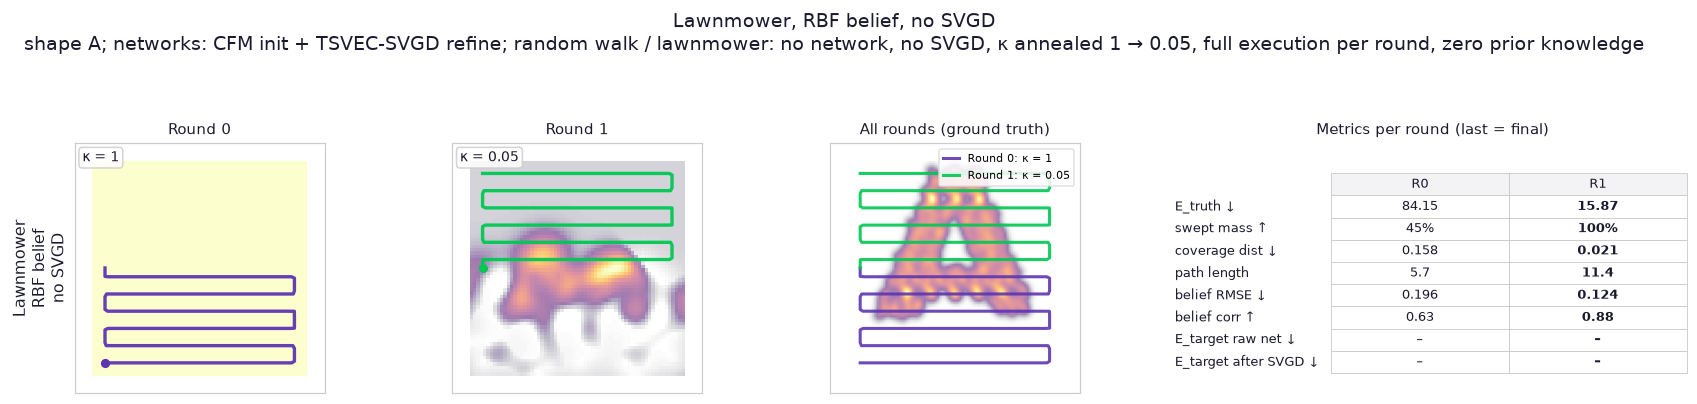 Lawnmower, RBF belief, no SVGD
shape A; networks: CFM init + TSVEC-SVGD refine; random walk / lawnmower: no network, no SVGD, κ annealed 1 → 0.05, full execution per round, zero prior knowledge
Lawnmower
RBF belief
no SVGD
Round 0
κ = 1
Round 1
κ = 0.05
All rounds (ground truth)
Round 0: κ = 1
Round 1: κ = 0.05
Metrics per round (last = final)
R0 R1
E_truth ↓ 84.15 15.87
swept mass ↑ 45% 100%
coverage dist ↓ 0.158 0.021
path length 5.7 11.4
belief RMSE ↓ 0.196 0.124
belief corr ↑ 0.63 0.88
E_target raw net ↓ – –
E_target after SVGD ↓ – –